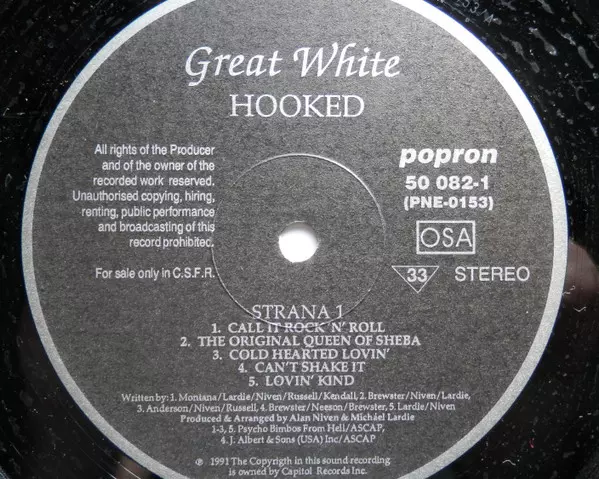 Great White
HOOKED
All rights of the Producer
and of the owner of the
recorded work reserved.
Unauthorised copying, hiring,
renting, public performance
and broadcasting of this
record prohibited.
For sale only in C.S.F.R.
popron
50 082-1
(PNE-0153)
OSA
33 STEREO
STRANA 1
1. CALL IT ROCK 'N' ROLL
2. THE ORIGINAL QUEEN OF SHEBA
3. COLD HEARTED LOVIN'
4. CAN'T SHAKE IT
5. LOVIN' KIND
Written by: 1. Montana/Lardie/Niven/Russell/Kendall, 2. Brewster/Niven/Lardie,
3. Anderson/Niven/Russell, 4. Brewster/Neeson/Brewster, 5. Lardie/Niven
Produced & Arranged by Alan Niven & Michael Lardie
1-3, 5. Psycho Bimbos From Hell/ASCAP,
4. J. Albert & Sons (USA) Inc/ASCAP
℗ 1991 The Copyrigth in this sound recording
is owned by Capitol Records Inc.